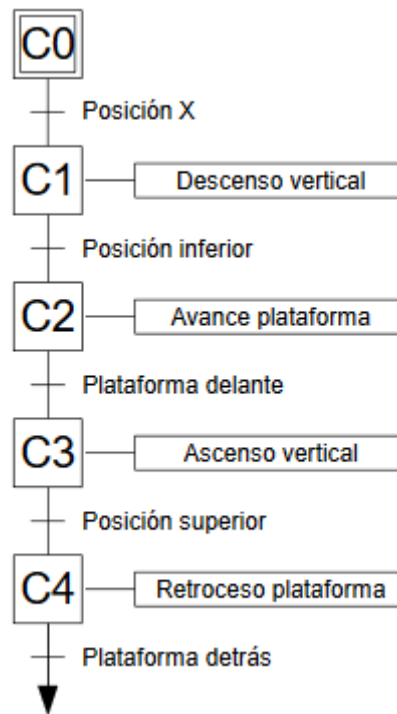 C0
Posición X
C1
Descenso vertical
Posición inferior
C2
Avance plataforma
Plataforma delante
C3
Ascenso vertical
Posición superior
C4
Retroceso plataforma
Plataforma detrás